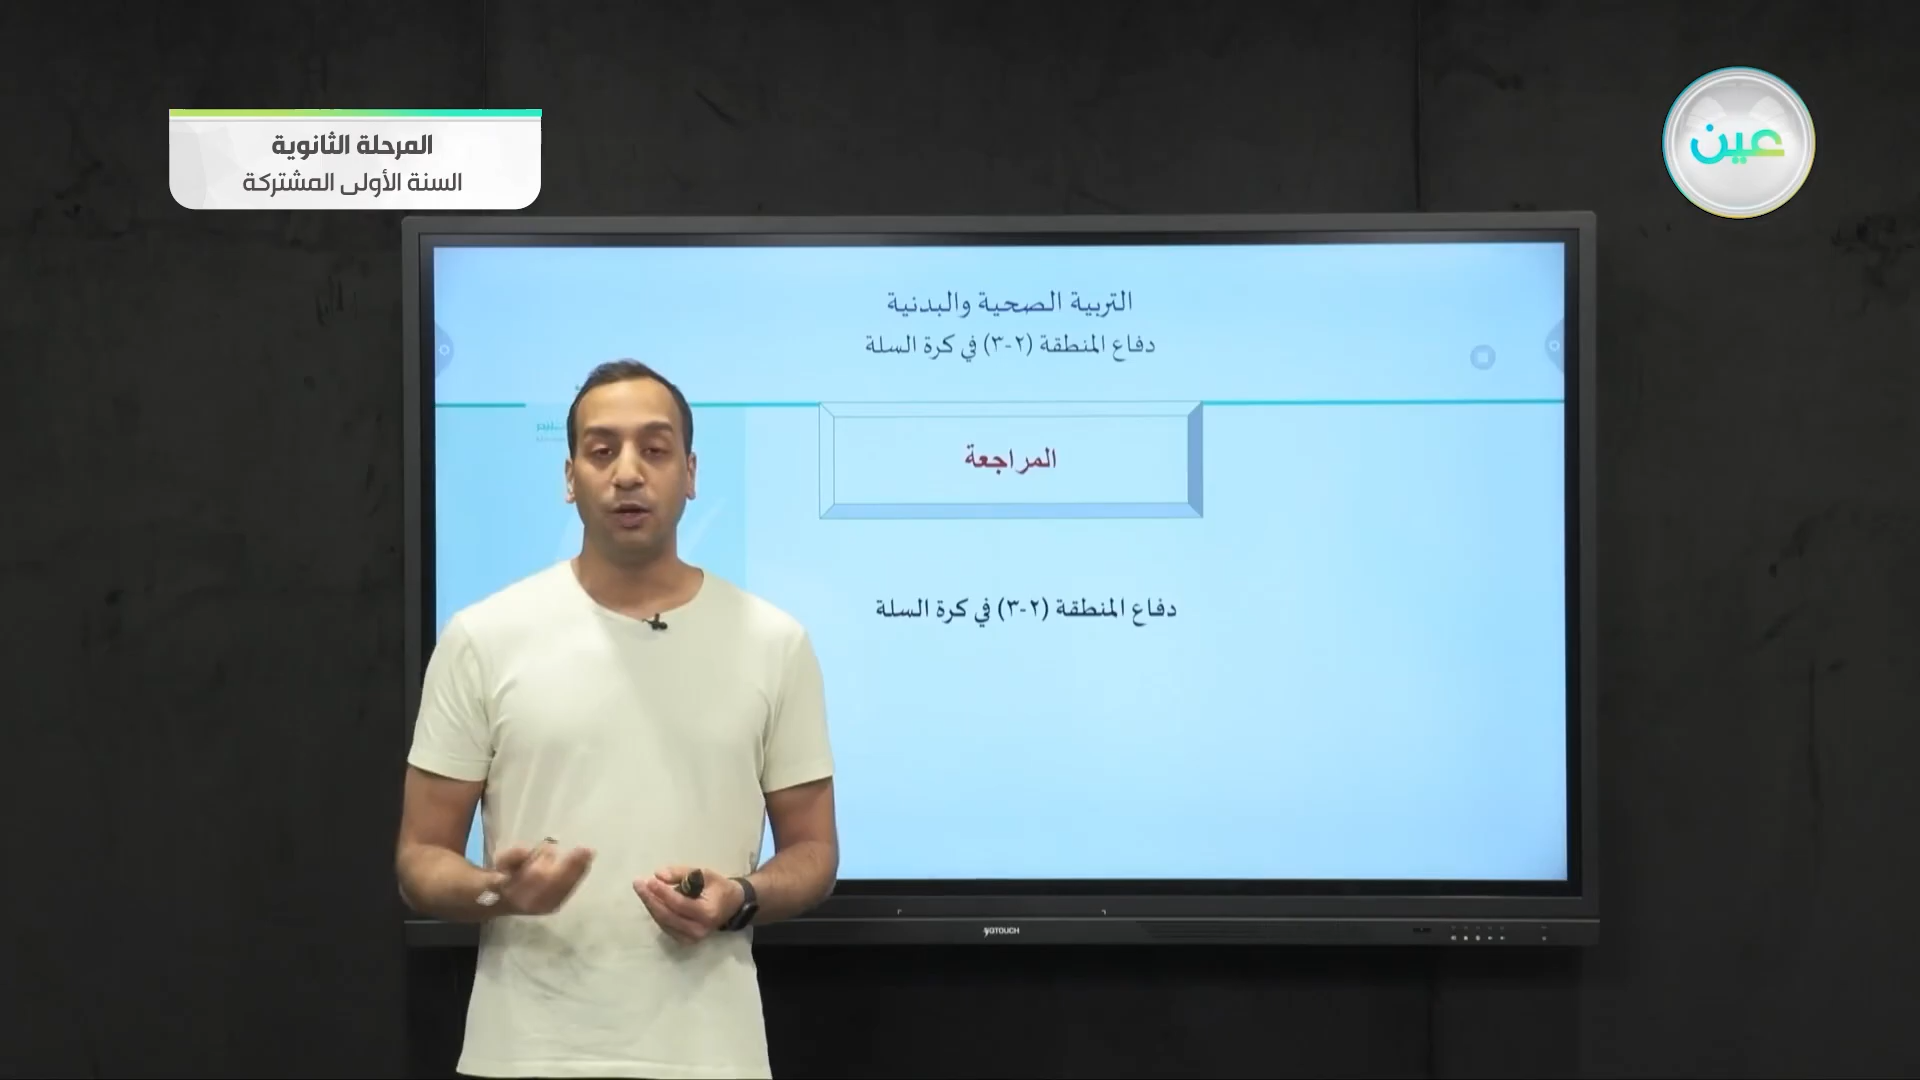 المرحلة الثانوية
السنة الأولى المشتركة
عين
التربية الصحية والبدنية
دفاع المنطقة (٢-٣) في كرة السلة
المراجعة
دفاع المنطقة (٢-٣) في كرة السلة
YQTOUCH